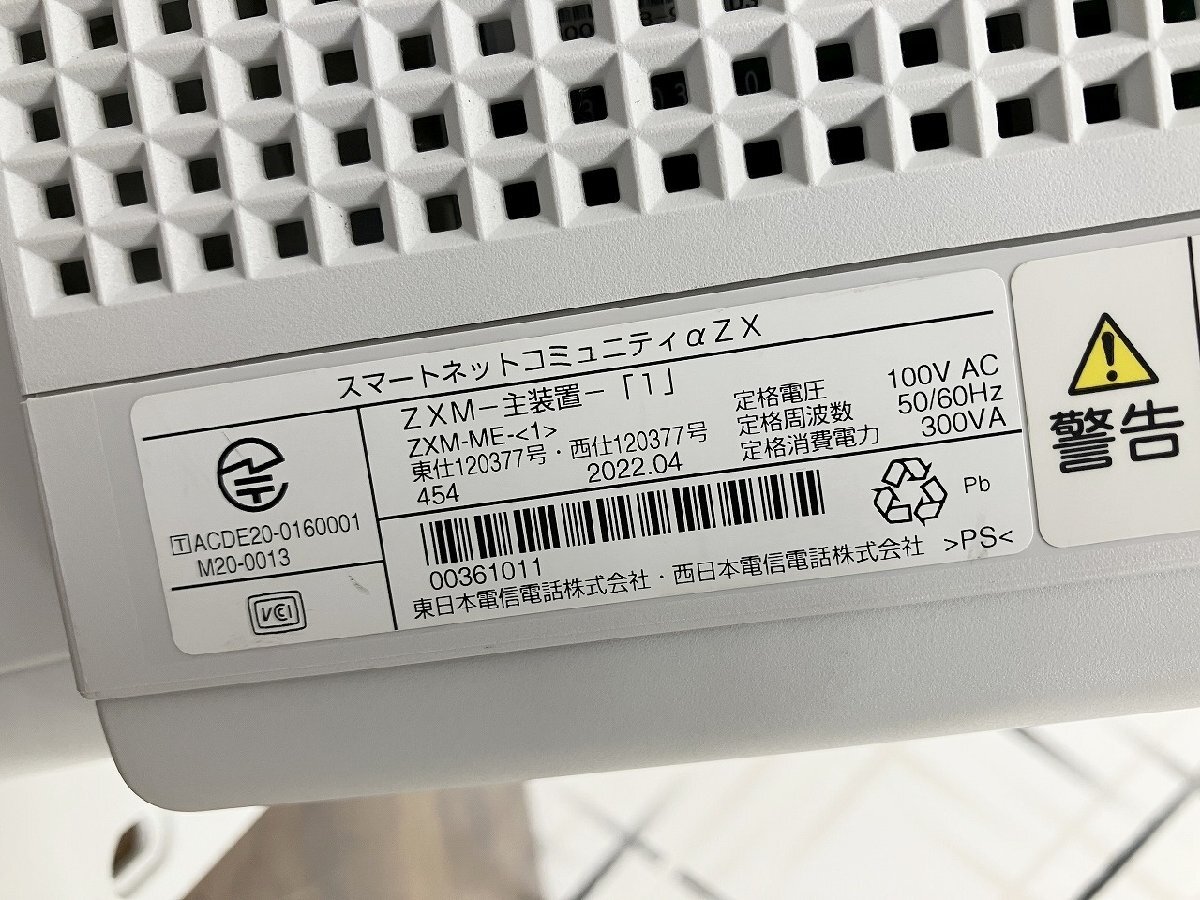 スマートネットコミュニティαZX
ZXM－主装置－「1」
ZXM-ME-<1>
東仕120377号・西仕120377号
454 2022.04
定格電圧 100V AC
定格周波数 50/60Hz
定格消費電力 300VA
T ACDE20-0160001
M20-0013
VCI
00361011
東日本電信電話株式会社・西日本電信電話株式会社
Pb
>PS<
警告